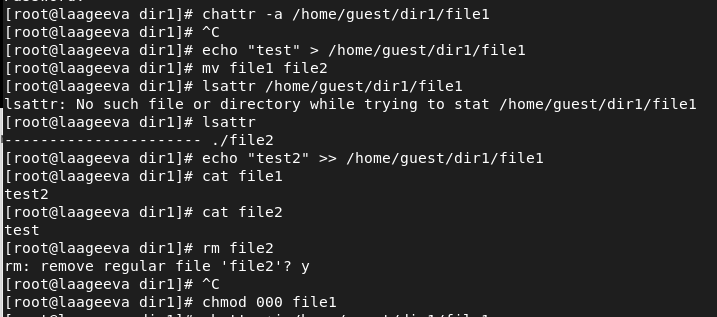 [root@laageeva dir1]# chattr -a /home/guest/dir1/file1
[root@laageeva dir1]# ^C
[root@laageeva dir1]# echo "test" > /home/guest/dir1/file1
[root@laageeva dir1]# mv file1 file2
[root@laageeva dir1]# lsattr /home/guest/dir1/file1
lsattr: No such file or directory while trying to stat /home/guest/dir1/file1
[root@laageeva dir1]# lsattr
---------------------- ./file2
[root@laageeva dir1]# echo "test2" >> /home/guest/dir1/file1
[root@laageeva dir1]# cat file1
test2
[root@laageeva dir1]# cat file2
test
[root@laageeva dir1]# rm file2
rm: remove regular file 'file2'? y
[root@laageeva dir1]# ^C
[root@laageeva dir1]# chmod 000 file1